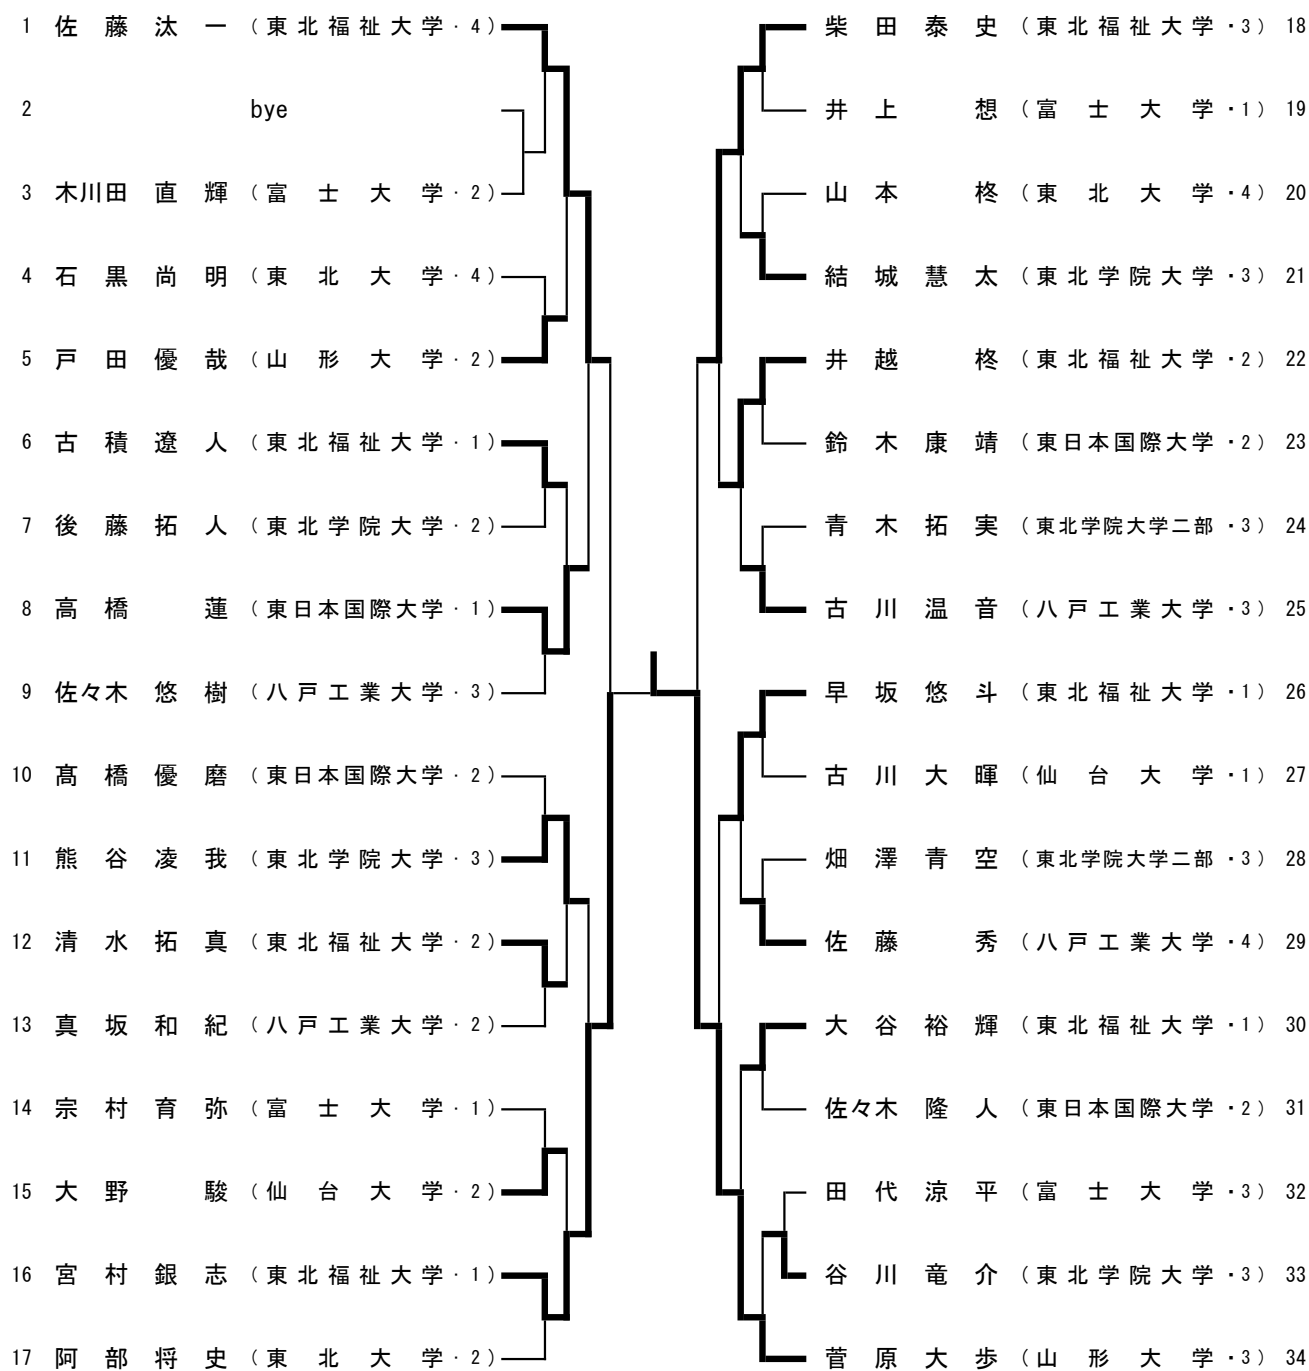 1 佐藤汰一 (東北福祉大学・4)
2 bye
3 木川田直輝 (富士大学・2)
4 石黒尚明 (東北大学・4)
5 戸田優哉 (山形大学・2)
6 古積遼人 (東北福祉大学・1)
7 後藤拓人 (東北学院大学・2)
8 高橋蓮 (東日本国際大学・1)
9 佐々木悠樹 (八戸工業大学・3)
10 髙橋優磨 (東日本国際大学・2)
11 熊谷凌我 (東北学院大学・3)
12 清水拓真 (東北福祉大学・2)
13 真坂和紀 (八戸工業大学・2)
14 宗村育弥 (富士大学・1)
15 大野駿 (仙台大学・2)
16 宮村銀志 (東北福祉大学・1)
17 阿部将史 (東北大学・2)
柴田泰史 (東北福祉大学・3) 18
井上想 (富士大学・1) 19
山本柊 (東北大学・4) 20
結城慧太 (東北学院大学・3) 21
井越柊 (東北福祉大学・2) 22
鈴木康靖 (東日本国際大学・2) 23
青木拓実 (東北学院大学二部・3) 24
古川温音 (八戸工業大学・3) 25
早坂悠斗 (東北福祉大学・1) 26
古川大暉 (仙台大学・1) 27
畑澤青空 (東北学院大学二部・3) 28
佐藤秀 (八戸工業大学・4) 29
大谷裕輝 (東北福祉大学・1) 30
佐々木隆人 (東日本国際大学・2) 31
田代涼平 (富士大学・3) 32
谷川竜介 (東北学院大学・3) 33
菅原大歩 (山形大学・3) 34